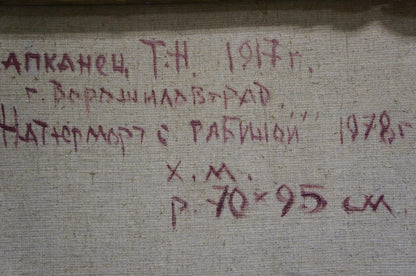 апканец Т.Н. 1917 г.
г. Ворошиловград.
Натюрморт с рябиной" 1978 г
х.м.
р. 70×95 см.